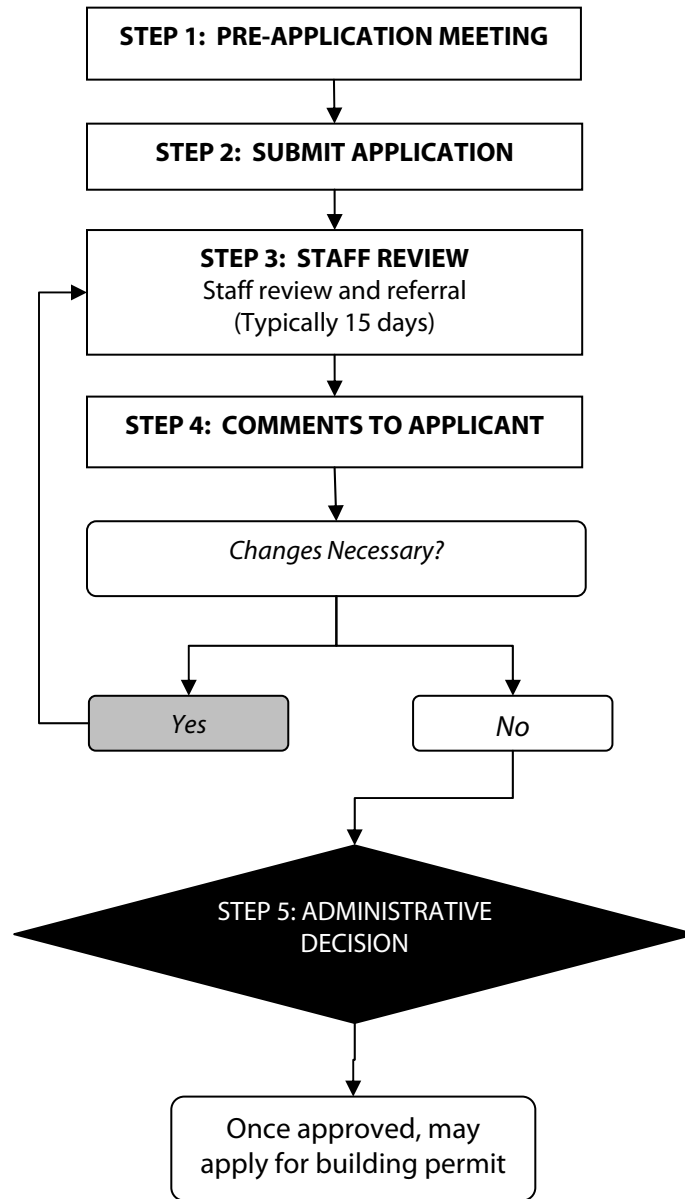 STEP 1: PRE-APPLICATION MEETING
STEP 2: SUBMIT APPLICATION
STEP 3: STAFF REVIEW
Staff review and referral
(Typically 15 days)
STEP 4: COMMENTS TO APPLICANT
Changes Necessary?
Yes
No
STEP 5: ADMINISTRATIVE
DECISION
Once approved, may
apply for building permit